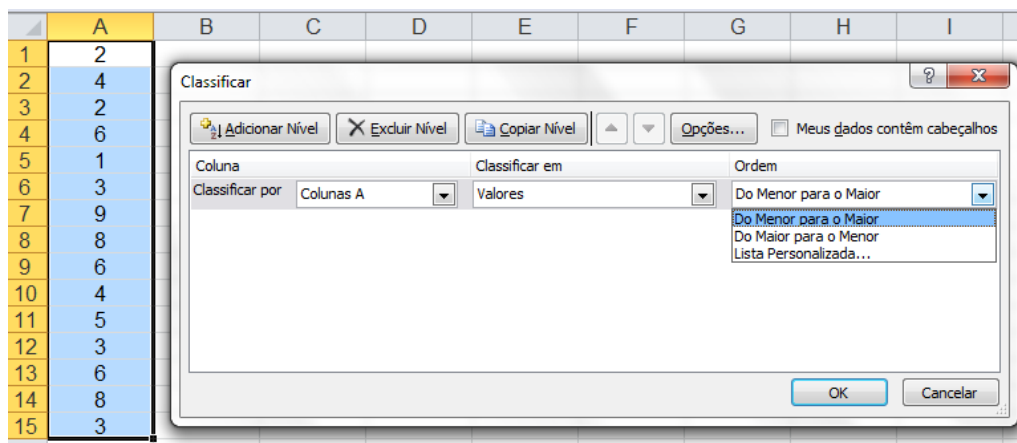 A B C D E F G H I
1 2
2 4
3 2
4 6
5 1
6 3
7 9
8 8
9 6
10 4
11 5
12 3
13 6
14 8
15 3
Classificar
Adicionar Nível Excluir Nível Copiar Nível Opções... Meus dados contêm cabeçalhos
Coluna Classificar em Ordem
Classificar por Colunas A Valores Do Menor para o Maior
Do Menor para o Maior
Do Maior para o Menor
Lista Personalizada...
OK Cancelar